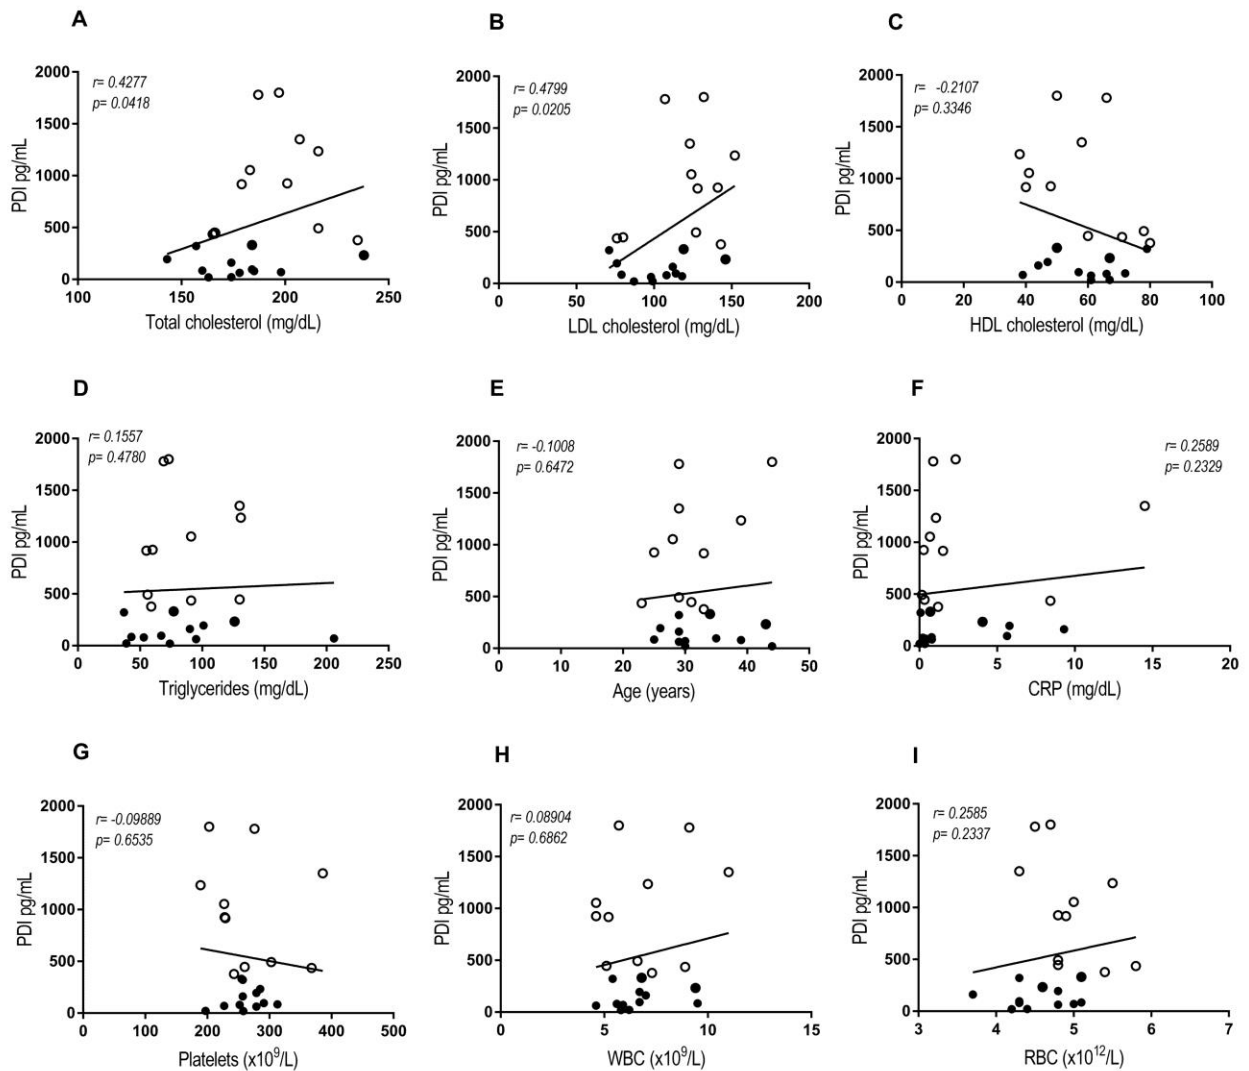 A
r= 0.4277
p= 0.0418
PDI pg/mL
2000
1500
1000
500
0
100
150
200
250
Total cholesterol (mg/dL)
B
r= 0.4799
p= 0.0205
PDI pg/mL
2000
1500
1000
500
0
0
50
100
150
200
LDL cholesterol (mg/dL)
C
r= -0.2107
p= 0.3346
PDI pg/mL
2000
1500
1000
500
0
0
20
40
60
80
100
HDL cholesterol (mg/dL)
D
r= 0.1557
p= 0.4780
PDI pg/mL
2000
1500
1000
500
0
0
50
100
150
200
250
Triglycerides (mg/dL)
E
r= -0.1008
p= 0.6472
PDI pg/mL
2000
1500
1000
500
0
0
10
20
30
40
50
Age (years)
F
r= 0.2589
p= 0.2329
PDI pg/mL
2000
1500
1000
500
0
0
5
10
15
20
CRP (mg/dL)
G
r= -0.09889
p= 0.6535
PDI pg/mL
2000
1500
1000
500
0
0
100
200
300
400
500
Platelets (x10⁹/L)
H
r= 0.08904
p= 0.6862
PDI pg/mL
2000
1500
1000
500
0
0
5
10
15
WBC (x10⁹/L)
I
r= 0.2585
p= 0.2337
PDI pg/mL
2000
1500
1000
500
0
3
4
5
6
7
RBC (x10¹²/L)